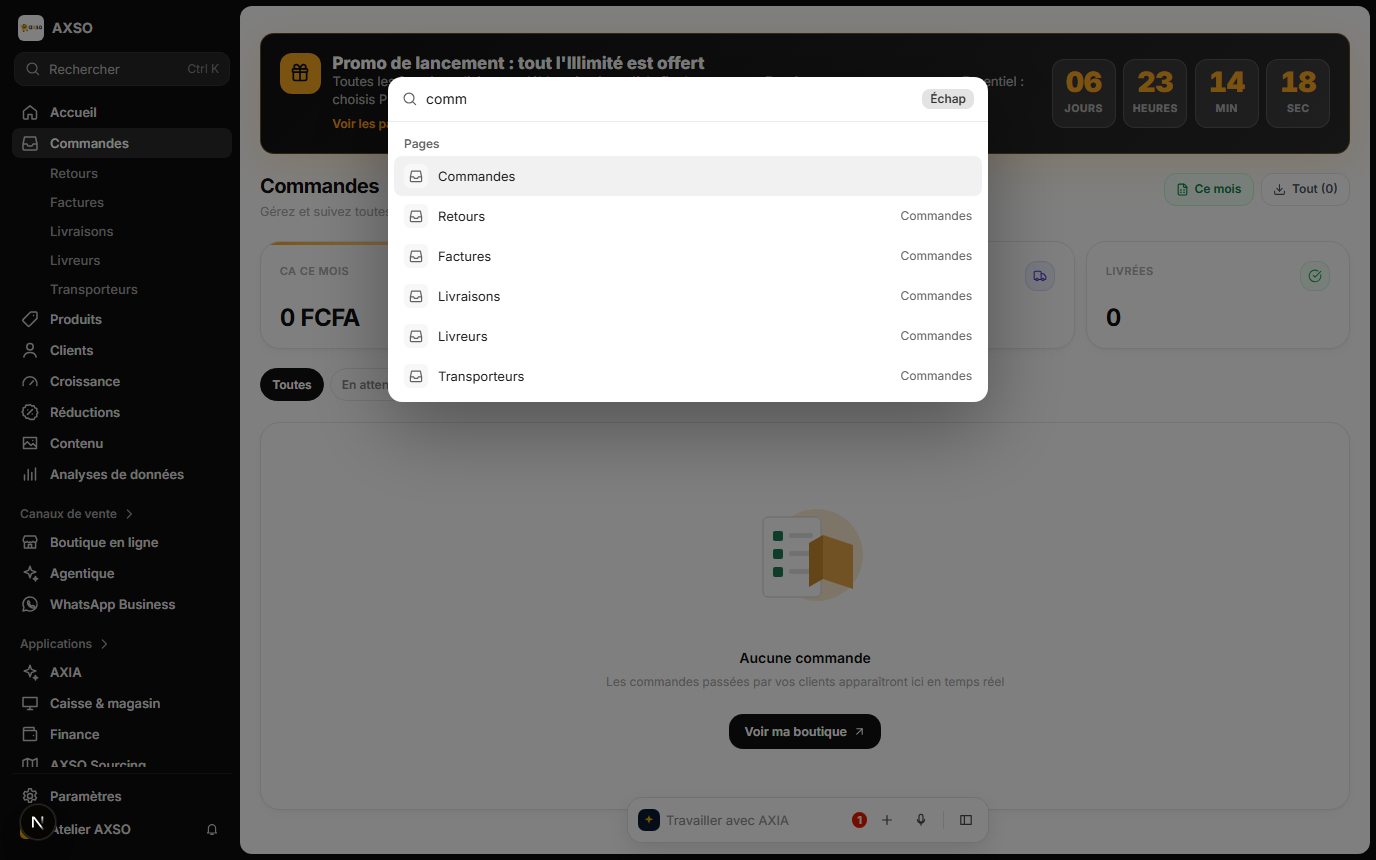 AXSO
Rechercher Ctrl K
Accueil
Commandes
Retours
Factures
Livraisons
Livreurs
Transporteurs
Produits
Clients
Croissance
Réductions
Contenu
Analyses de données
Canaux de vente
Boutique en ligne
Agentique
WhatsApp Business
Applications
AXIA
Caisse & magasin
Finance
AXSO Sourcing
Paramètres
N
Atelier AXSO
Promo de lancement : tout l'Illimité est offert
Toutes les
entiel :
choisis P
Voir les pa
06 23 14 18
JOURS HEURES MIN SEC
comm Échap
Pages
Commandes
Retours Commandes
Factures Commandes
Livraisons Commandes
Livreurs Commandes
Transporteurs Commandes
Commandes
Gérez et suivez toutes
Ce mois Tout (0)
CA CE MOIS
0 FCFA
LIVRÉES
0
Toutes En atten
Aucune commande
Les commandes passées par vos clients apparaîtront ici en temps réel
Voir ma boutique
Travailler avec AXIA 1